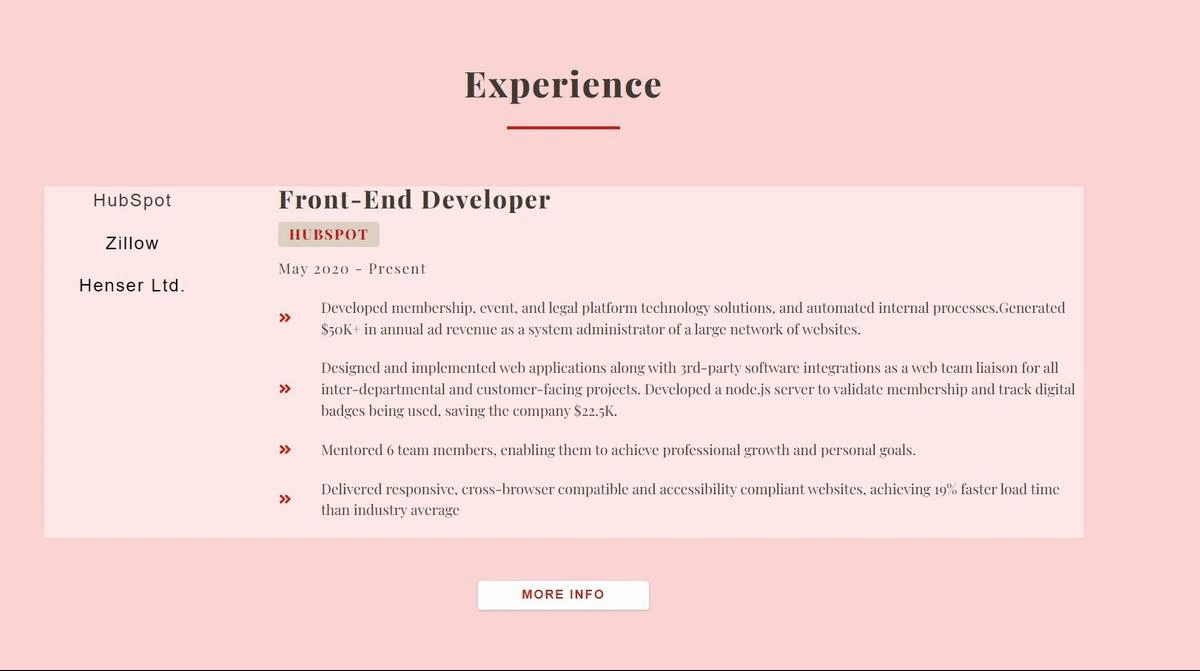 Experience
HubSpot
Zillow
Henser Ltd.
Front-End Developer
HUBSPOT
May 2020 - Present
Developed membership, event, and legal platform technology solutions, and automated internal processes.Generated
$50K+ in annual ad revenue as a system administrator of a large network of websites.
Designed and implemented web applications along with 3rd-party software integrations as a web team liaison for all
inter-departmental and customer-facing projects. Developed a node.js server to validate membership and track digital
badges being used, saving the company $22.5K.
Mentored 6 team members, enabling them to achieve professional growth and personal goals.
Delivered responsive, cross-browser compatible and accessibility compliant websites, achieving 19% faster load time
than industry average
MORE INFO